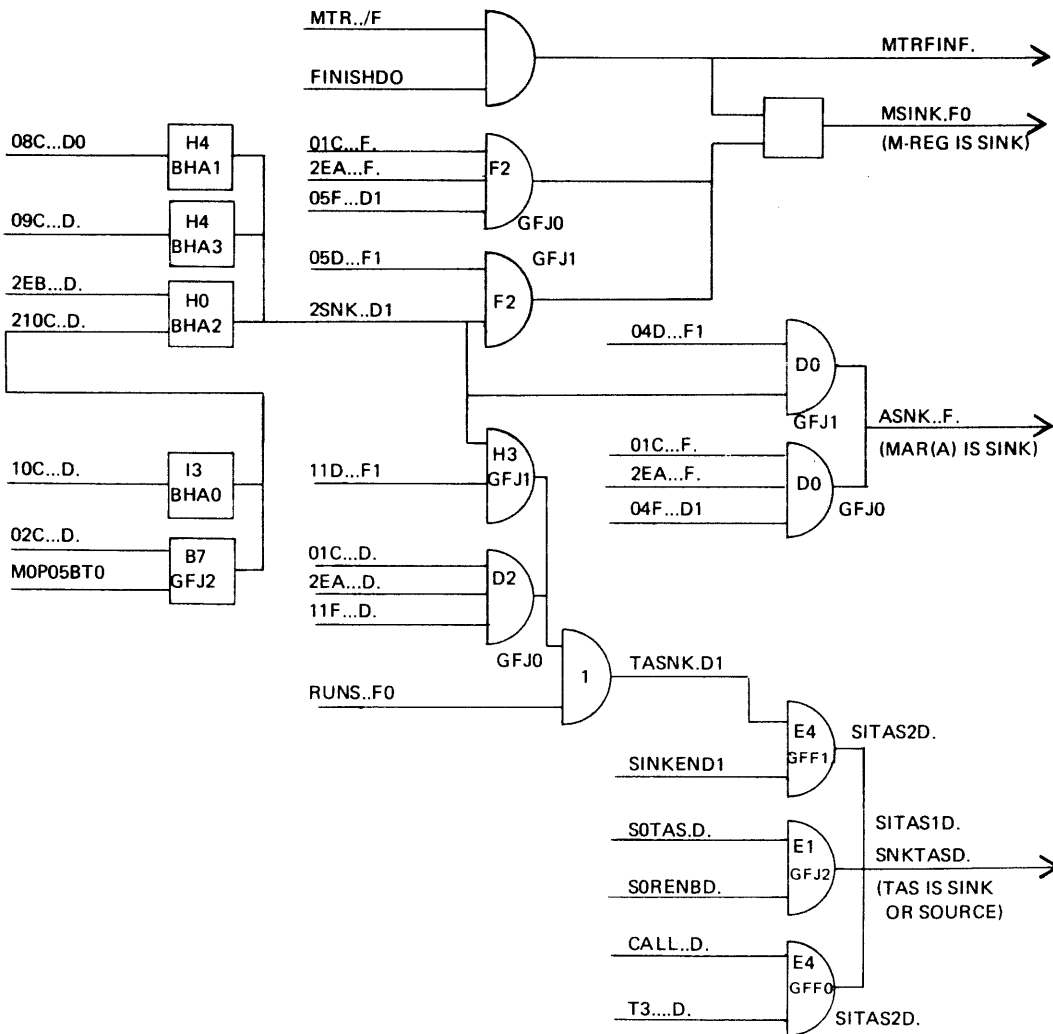 MTR../F
FINISHDO
MTRFINF.
MSINK.F0
(M-REG IS SINK)
08C...D0
H4
BHA1
09C...D.
H4
BHA3
2EB...D.
210C..D.
H0
BHA2
01C...F.
2EA...F.
05F...D1
F2
GFJ0
GFJ1
05D...F1
2SNK..D1
F2
04D...F1
D0
GFJ1
ASNK..F.
(MAR(A) IS SINK)
01C...F.
2EA...F.
04F...D1
D0
GFJ0
10C...D.
I3
BHA0
02C...D.
M0P05BT0
B7
GFJ2
11D...F1
H3
GFJ1
01C...D.
2EA...D.
11F...D.
D2
GFJ0
RUNS..F0
1
TASNK.D1
SINKEND1
E4
GFF1
SITAS2D.
S0TAS.D.
S0RENBD.
E1
GFJ2
SITAS1D.
SNKTASD.
(TAS IS SINK
OR SOURCE)
CALL..D.
T3....D.
E4
GFF0
SITAS2D.